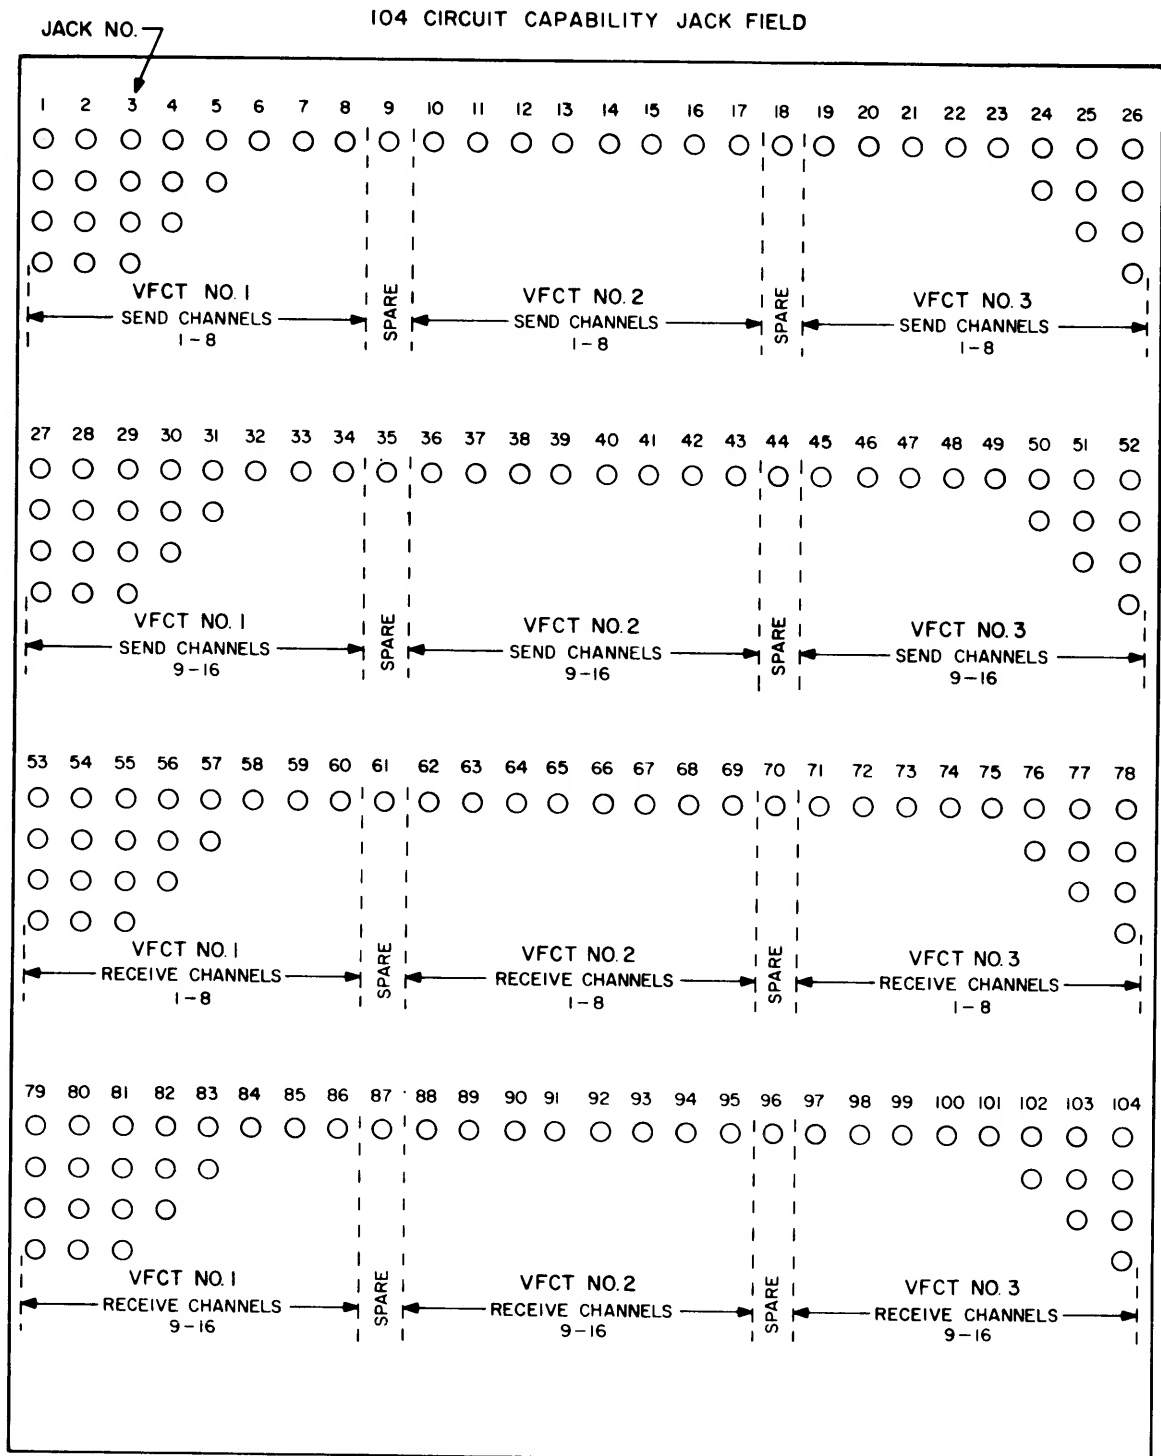 104 CIRCUIT CAPABILITY JACK FIELD
JACK NO.
1 2 3 4 5 6 7 8 9 10 11 12 13 14 15 16 17 18 19 20 21 22 23 24 25 26
VFCT NO. 1 SPARE VFCT NO. 2 SPARE VFCT NO. 3
SEND CHANNELS SEND CHANNELS SEND CHANNELS
1-8 1-8 1-8
27 28 29 30 31 32 33 34 35 36 37 38 39 40 41 42 43 44 45 46 47 48 49 50 51 52
VFCT NO. 1 SPARE VFCT NO. 2 SPARE VFCT NO. 3
SEND CHANNELS SEND CHANNELS SEND CHANNELS
9-16 9-16 9-16
53 54 55 56 57 58 59 60 61 62 63 64 65 66 67 68 69 70 71 72 73 74 75 76 77 78
VFCT NO. 1 SPARE VFCT NO. 2 SPARE VFCT NO. 3
RECEIVE CHANNELS RECEIVE CHANNELS RECEIVE CHANNELS
1-8 1-8 1-8
79 80 81 82 83 84 85 86 87 88 89 90 91 92 93 94 95 96 97 98 99 100 101 102 103 104
VFCT NO. 1 SPARE VFCT NO. 2 SPARE VFCT NO. 3
RECEIVE CHANNELS RECEIVE CHANNELS RECEIVE CHANNELS
9-16 9-16 9-16